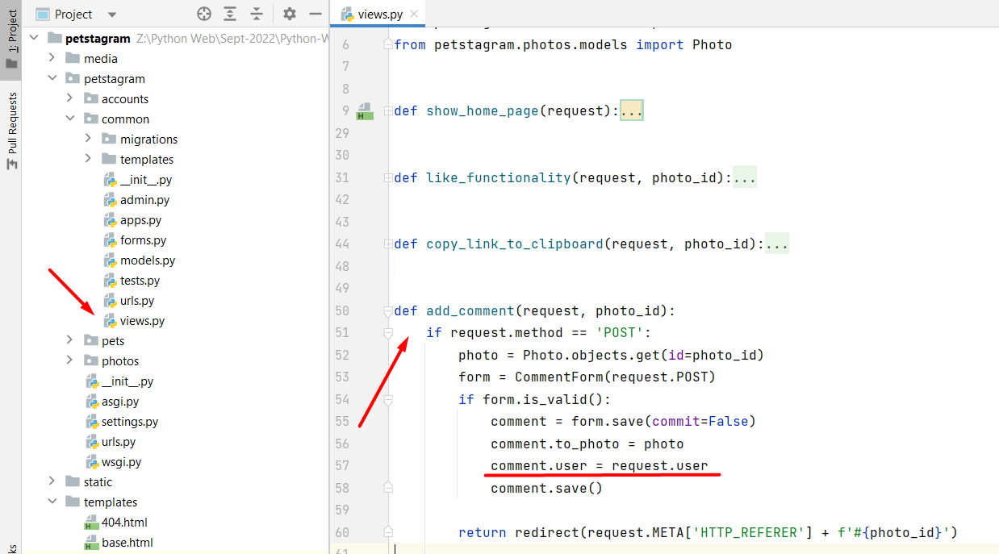 1: Project
Pull Requests
Project
petstagram Z:\Python Web\Sept-2022\Python-W
media
petstagram
accounts
common
migrations
templates
__init__.py
admin.py
apps.py
forms.py
models.py
tests.py
urls.py
views.py
pets
photos
__init__.py
asgi.py
settings.py
urls.py
wsgi.py
static
templates
404.html
base.html
views.py
6 from petstagram.photos.models import Photo
7
8
9 def show_home_page(request):...
29
30
31 def like_functionality(request, photo_id):...
42
43
44 def copy_link_to_clipboard(request, photo_id):...
48
49
50 def add_comment(request, photo_id):
51 if request.method == 'POST':
52 photo = Photo.objects.get(id=photo_id)
53 form = CommentForm(request.POST)
54 if form.is_valid():
55 comment = form.save(commit=False)
56 comment.to_photo = photo
57 comment.user = request.user
58 comment.save()
59
60 return redirect(request.META['HTTP_REFERER'] + f'#{photo_id}')
61